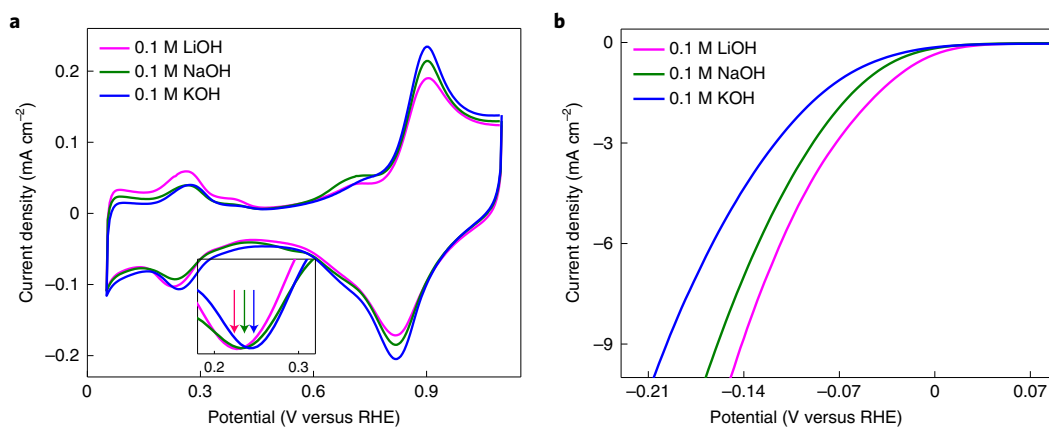 a
0.1 M LiOH
0.1 M NaOH
0.1 M KOH
Current density (mA cm−2)
0.2
0.1
0
−0.1
−0.2
0.2
0.3
0
0.3
0.6
0.9
Potential (V versus RHE)
b
0.1 M LiOH
0.1 M NaOH
0.1 M KOH
Current density (mA cm−2)
0
−3
−6
−9
−0.21
−0.14
−0.07
0
0.07
Potential (V versus RHE)